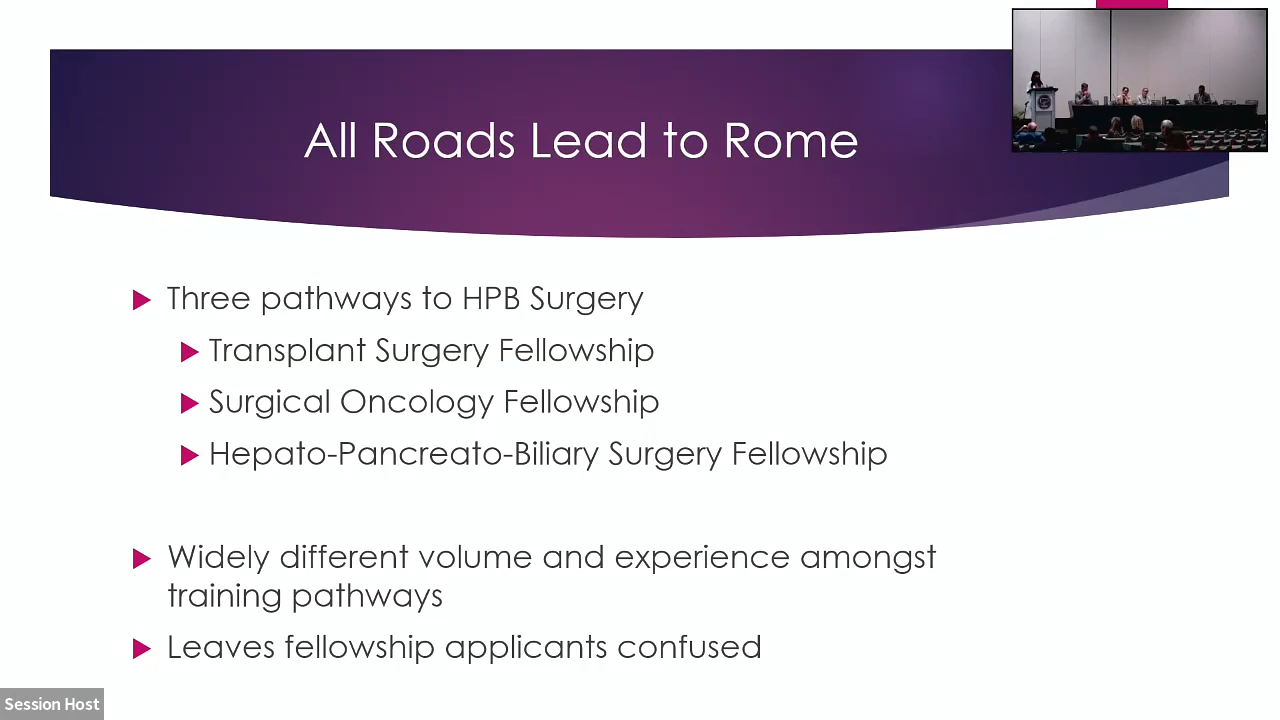 All Roads Lead to Rome
Three pathways to HPB Surgery
Transplant Surgery Fellowship
Surgical Oncology Fellowship
Hepato-Pancreato-Biliary Surgery Fellowship
Widely different volume and experience amongst
training pathways
Leaves fellowship applicants confused
Session Host